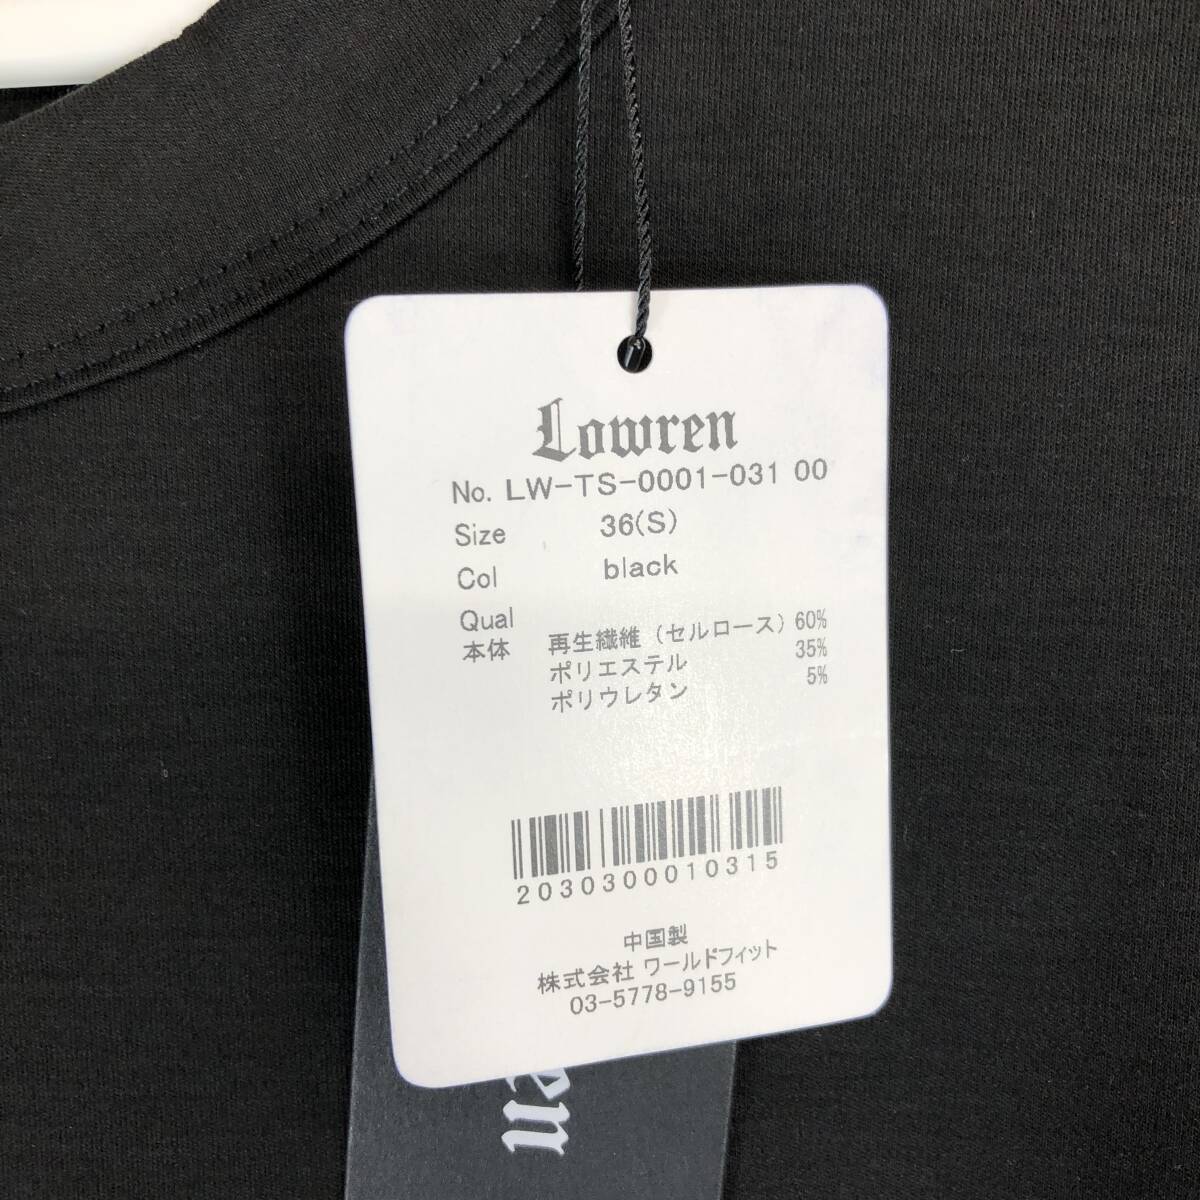 Lowren
No. LW-TS-0001-031 00
Size 36(S)
Col black
Qual
本体 再生繊維（セルロース）60%
ポリエステル 35%
ポリウレタン 5%
2030300010315
中国製
株式会社 ワールドフィット
03-5778-9155
en